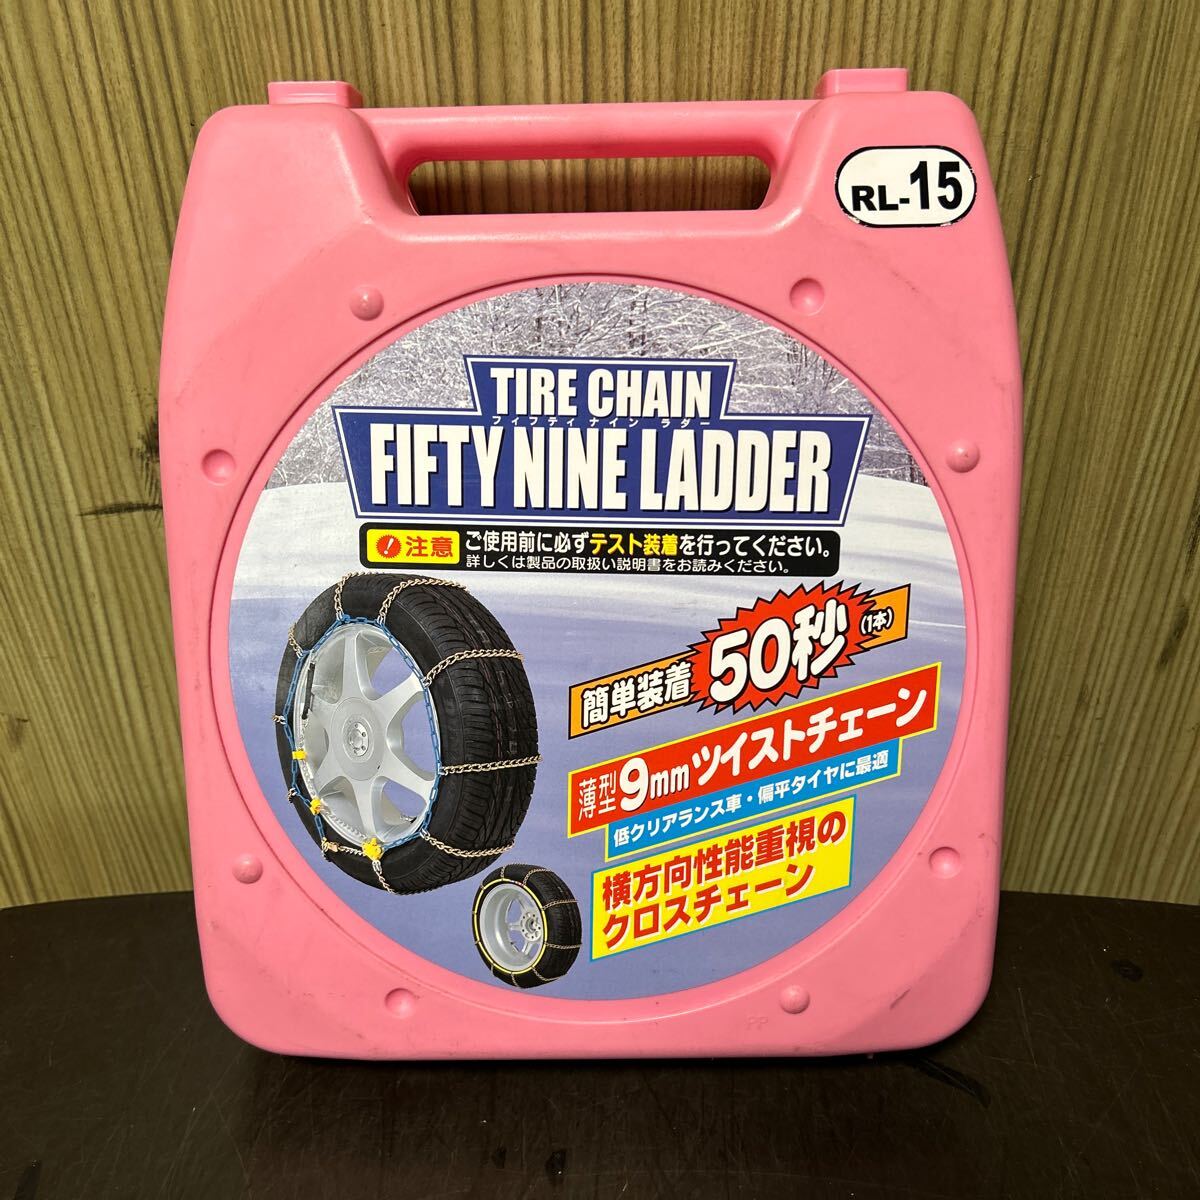 RL-15
TIRE CHAIN
フィフティ ナイン ラダー
FIFTY NINE LADDER
注意
ご使用前に必ずテスト装着を行ってください。
詳しくは製品の取扱い説明書をお読みください。
簡単装着 50秒 (1本)
薄型9mmツイストチェーン
低クリアランス車・偏平タイヤに最適
横方向性能重視の
クロスチェーン
PP